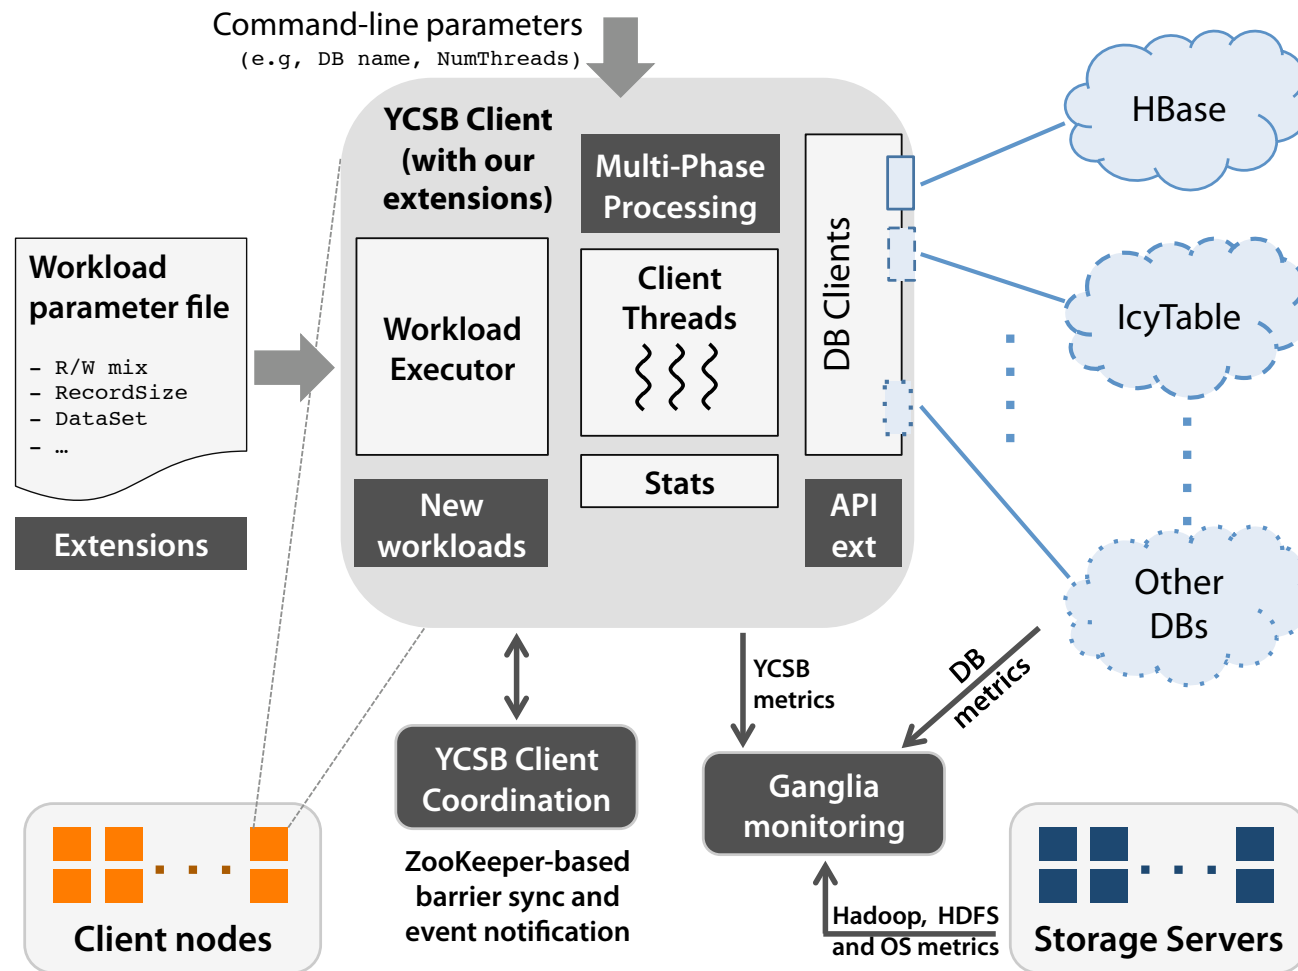 Command-line parameters
(e.g, DB name, NumThreads)
YCSB Client
(with our
extensions)
Multi-Phase
Processing
DB Clients
HBase
Workload
parameter file
- R/W mix
- RecordSize
- DataSet
- …
Workload
Executor
Client
Threads
IcyTable
Stats
Extensions
New
workloads
API
ext
Other
DBs
YCSB
metrics
DB
metrics
YCSB Client
Coordination
Ganglia
monitoring
ZooKeeper-based
barrier sync and
event notification
Client nodes
Hadoop, HDFS
and OS metrics
Storage Servers